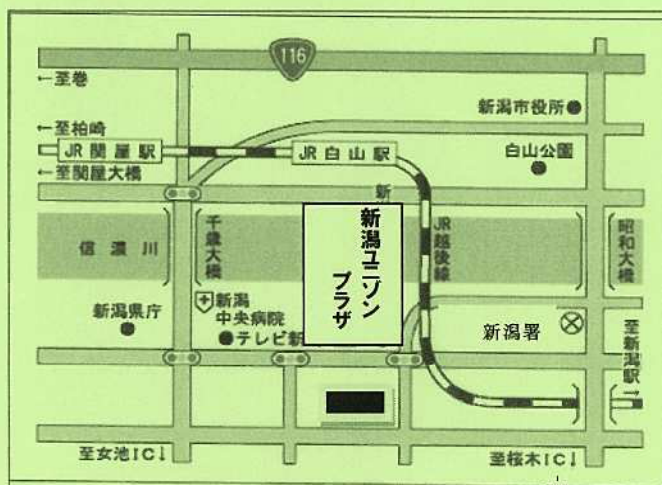 116
←至巻
新潟市役所
←至柏崎
JR関屋駅
JR白山駅
白山公園
←至関屋大橋
新
信濃川
千歳大橋
新潟ユニゾン
プラザ
JR越後線
昭和大橋
新潟県庁
新潟
中央病院
テレビ新
新潟署
至新潟駅→
至女池IC↓
至桜木IC↓